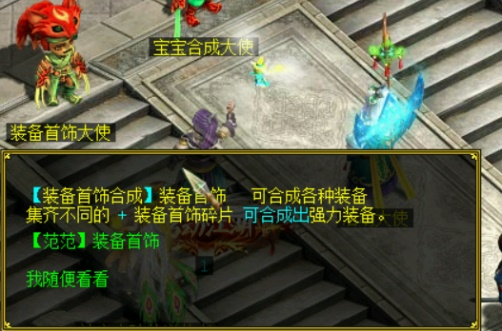 宝宝合成大使
装备首饰大使
【装备首饰合成】装备首饰 可合成各种装备
集齐不同的 + 装备首饰碎片 可合成出强力装备。
使
【范范】装备首饰
1
我随便看看